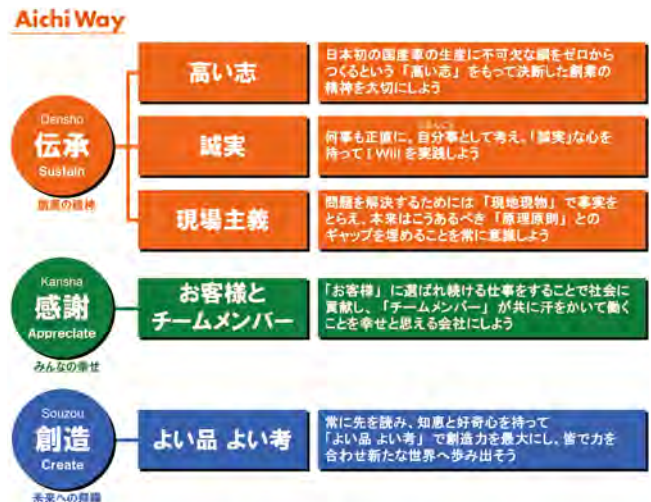 Aichi Way
Densho
伝承
Sustain
創業の精神
高い志
日本初の国産車の生産に不可欠な鋼をゼロから
つくるという「高い志」をもって決断した創業の
精神を大切にしよう
誠実
何事も正直に、自分事として考え、「誠実」な心を
持って I Will を実践しよう
現場主義
問題を解決するためには「現地現物」で事実を
とらえ、本来はこうあるべき「原理原則」との
ギャップを埋めることを常に意識しよう
Kansha
感謝
Appreciate
みんなの幸せ
お客様と
チームメンバー
「お客様」に選ばれ続ける仕事をすることで社会に
貢献し、「チームメンバー」が共に汗をかいて働く
ことを幸せと思える会社にしよう
Souzou
創造
Create
未来への
よい品 よい考
常に先を読み、知恵と好奇心を持って
「よい品 よい考」で創造力を最大にし、皆で力を
合わせ新たな世界へ歩み出そう